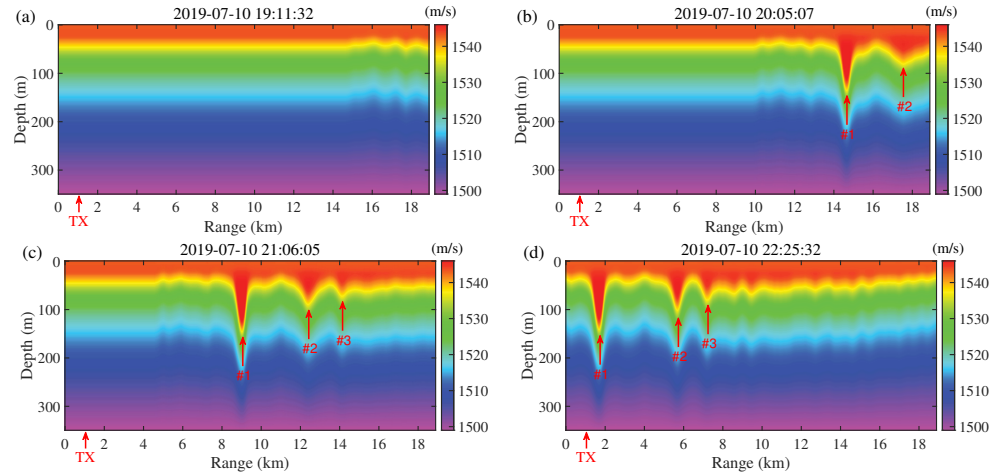 (a) 2019-07-10 19:11:32 (m/s)
0
100
200
300
Depth (m)
0 2 4 6 8 10 12 14 16 18
TX
Range (km)
1540
1530
1520
1510
1500
(b) 2019-07-10 20:05:07 (m/s)
0
100
200
300
Depth (m)
#1
#2
0 2 4 6 8 10 12 14 16 18
TX
Range (km)
1540
1530
1520
1510
1500
(c) 2019-07-10 21:06:05 (m/s)
0
100
200
300
Depth (m)
#1
#2
#3
0 2 4 6 8 10 12 14 16 18
TX
Range (km)
1540
1530
1520
1510
1500
(d) 2019-07-10 22:25:32 (m/s)
0
100
200
300
Depth (m)
#1
#2
#3
0 2 4 6 8 10 12 14 16 18
TX
Range (km)
1540
1530
1520
1510
1500